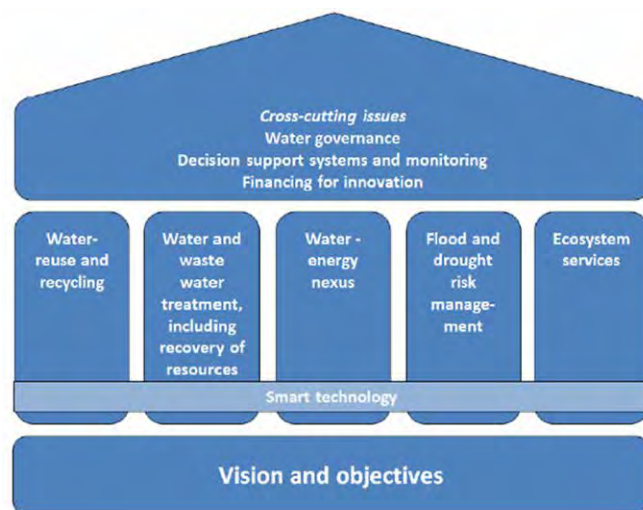 Cross-cutting issues
Water governance
Decision support systems and monitoring
Financing for innovation
Water-
reuse and
recycling
Water and
waste
water
treatment,
including
recovery of
resources
Water -
energy
nexus
Flood and
drought
risk
manage-
ment
Ecosystem
services
Smart technology
Vision and objectives